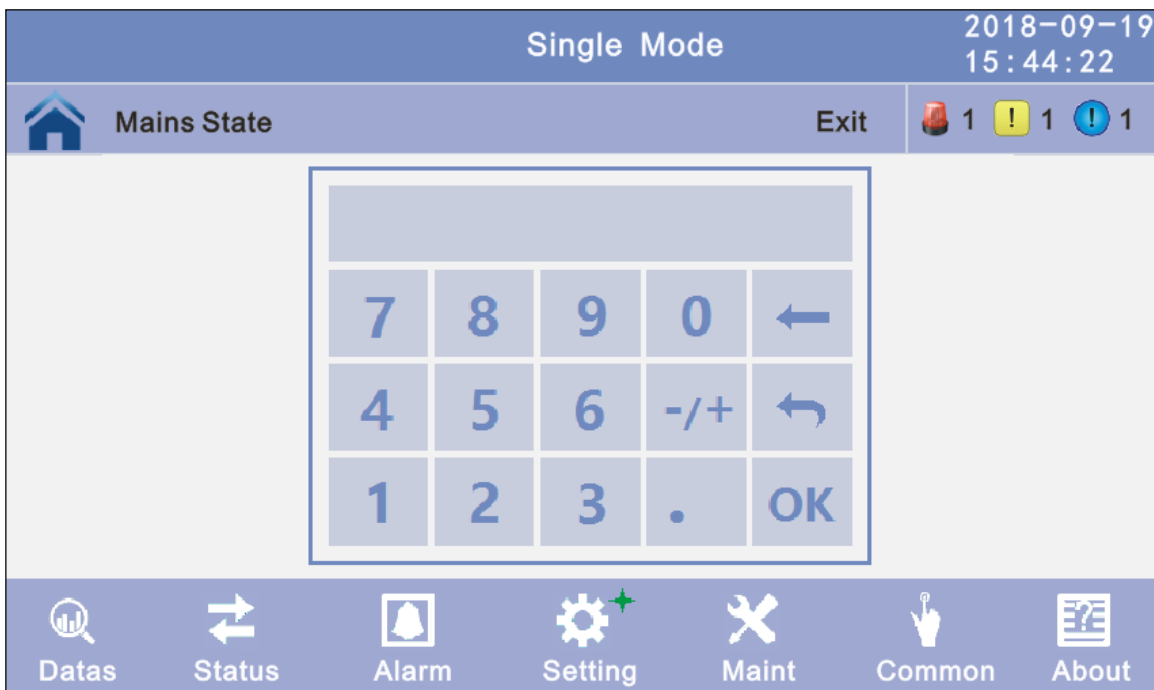 Single Mode
2018-09-19
15:44:22
Mains State
Exit
1
! 1
! 1
7 8 9 0 ←
4 5 6 -/+
1 2 3 . OK
Datas Status Alarm Setting Maint Common About